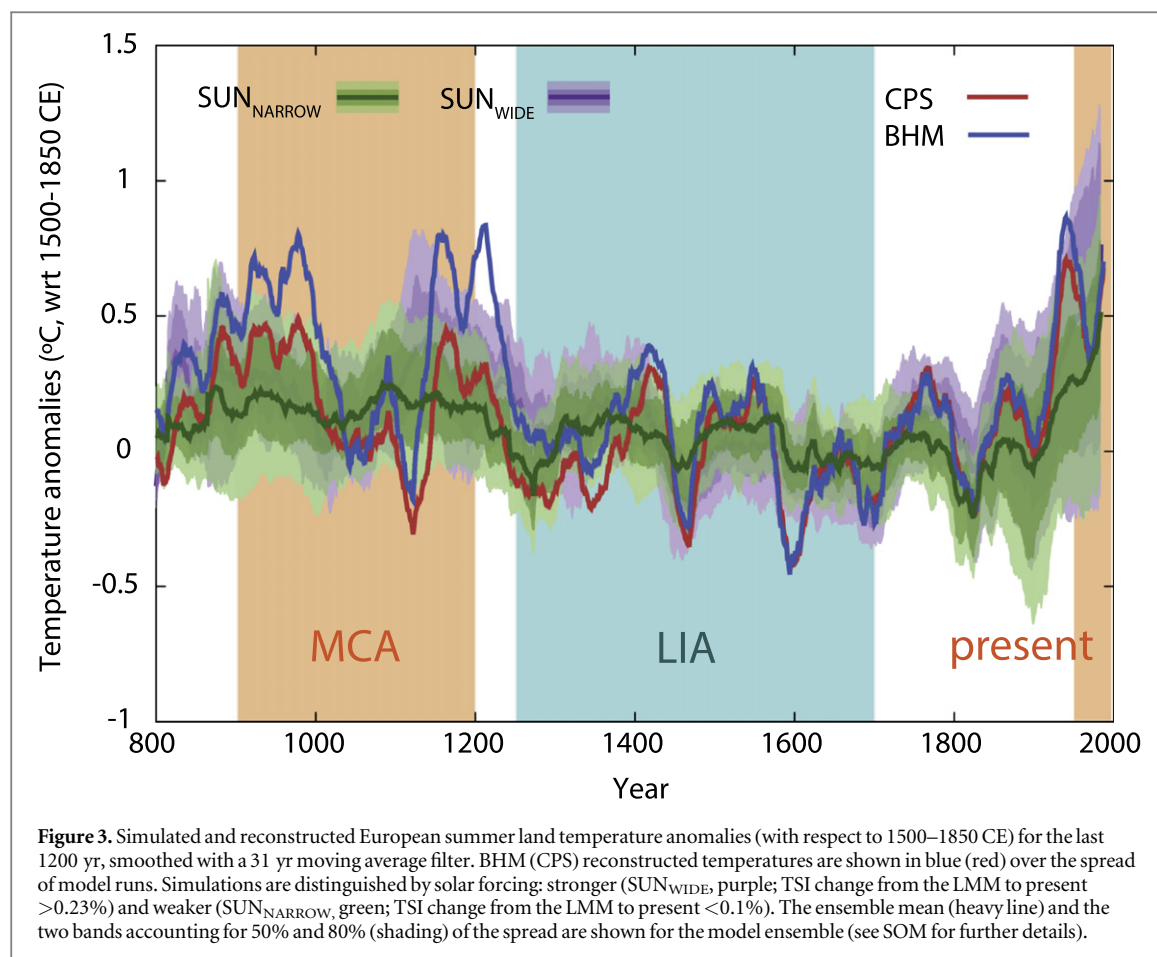 1.5
1
0.5
0
-0.5
-1
Temperature anomalies (ºC, wrt 1500-1850 CE)
SUN NARROW
SUN WIDE
CPS
BHM
MCA
LIA
present
800 1000 1200 1400 1600 1800 2000
Year
Figure 3. Simulated and reconstructed European summer land temperature anomalies (with respect to 1500–1850 CE) for the last
1200 yr, smoothed with a 31 yr moving average filter. BHM (CPS) reconstructed temperatures are shown in blue (red) over the spread
of model runs. Simulations are distinguished by solar forcing: stronger (SUNWIDE, purple; TSI change from the LMM to present
>0.23%) and weaker (SUNNARROW, green; TSI change from the LMM to present <0.1%). The ensemble mean (heavy line) and the
two bands accounting for 50% and 80% (shading) of the spread are shown for the model ensemble (see SOM for further details).